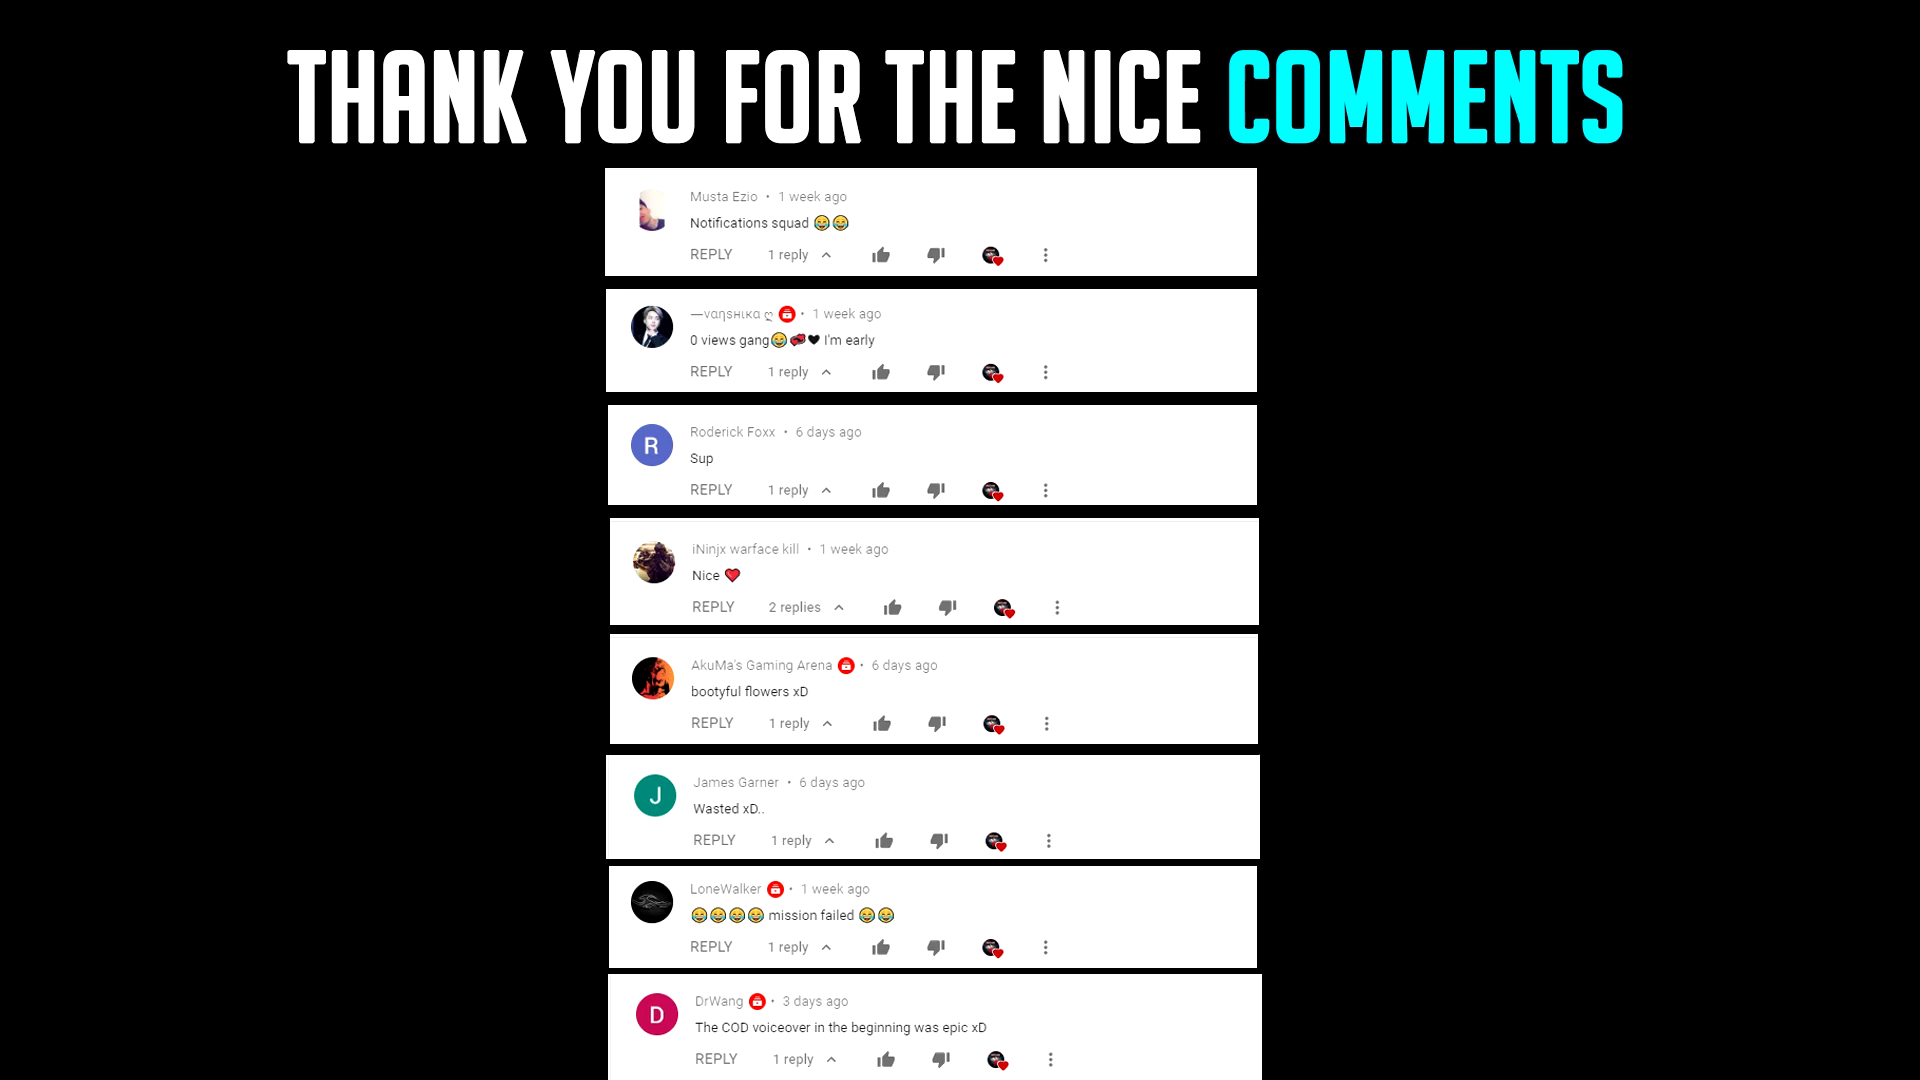 THANK YOU FOR THE NICE COMMENTS
Musta Ezio • 1 week ago
Notifications squad 😂😂
REPLY 1 reply
—vαηsнιкα ღ • 1 week ago
0 views gang😂💞🖤 I'm early
REPLY 1 reply
R
Roderick Foxx • 6 days ago
Sup
REPLY 1 reply
iNinjx warface kill • 1 week ago
Nice ❤
REPLY 2 replies
AkuMa's Gaming Arena • 6 days ago
bootyful flowers xD
REPLY 1 reply
J
James Garner • 6 days ago
Wasted xD..
REPLY 1 reply
LoneWalker • 1 week ago
😂😂😂😂 mission failed 😂😂
REPLY 1 reply
D
DrWang • 3 days ago
The COD voiceover in the beginning was epic xD
REPLY 1 reply